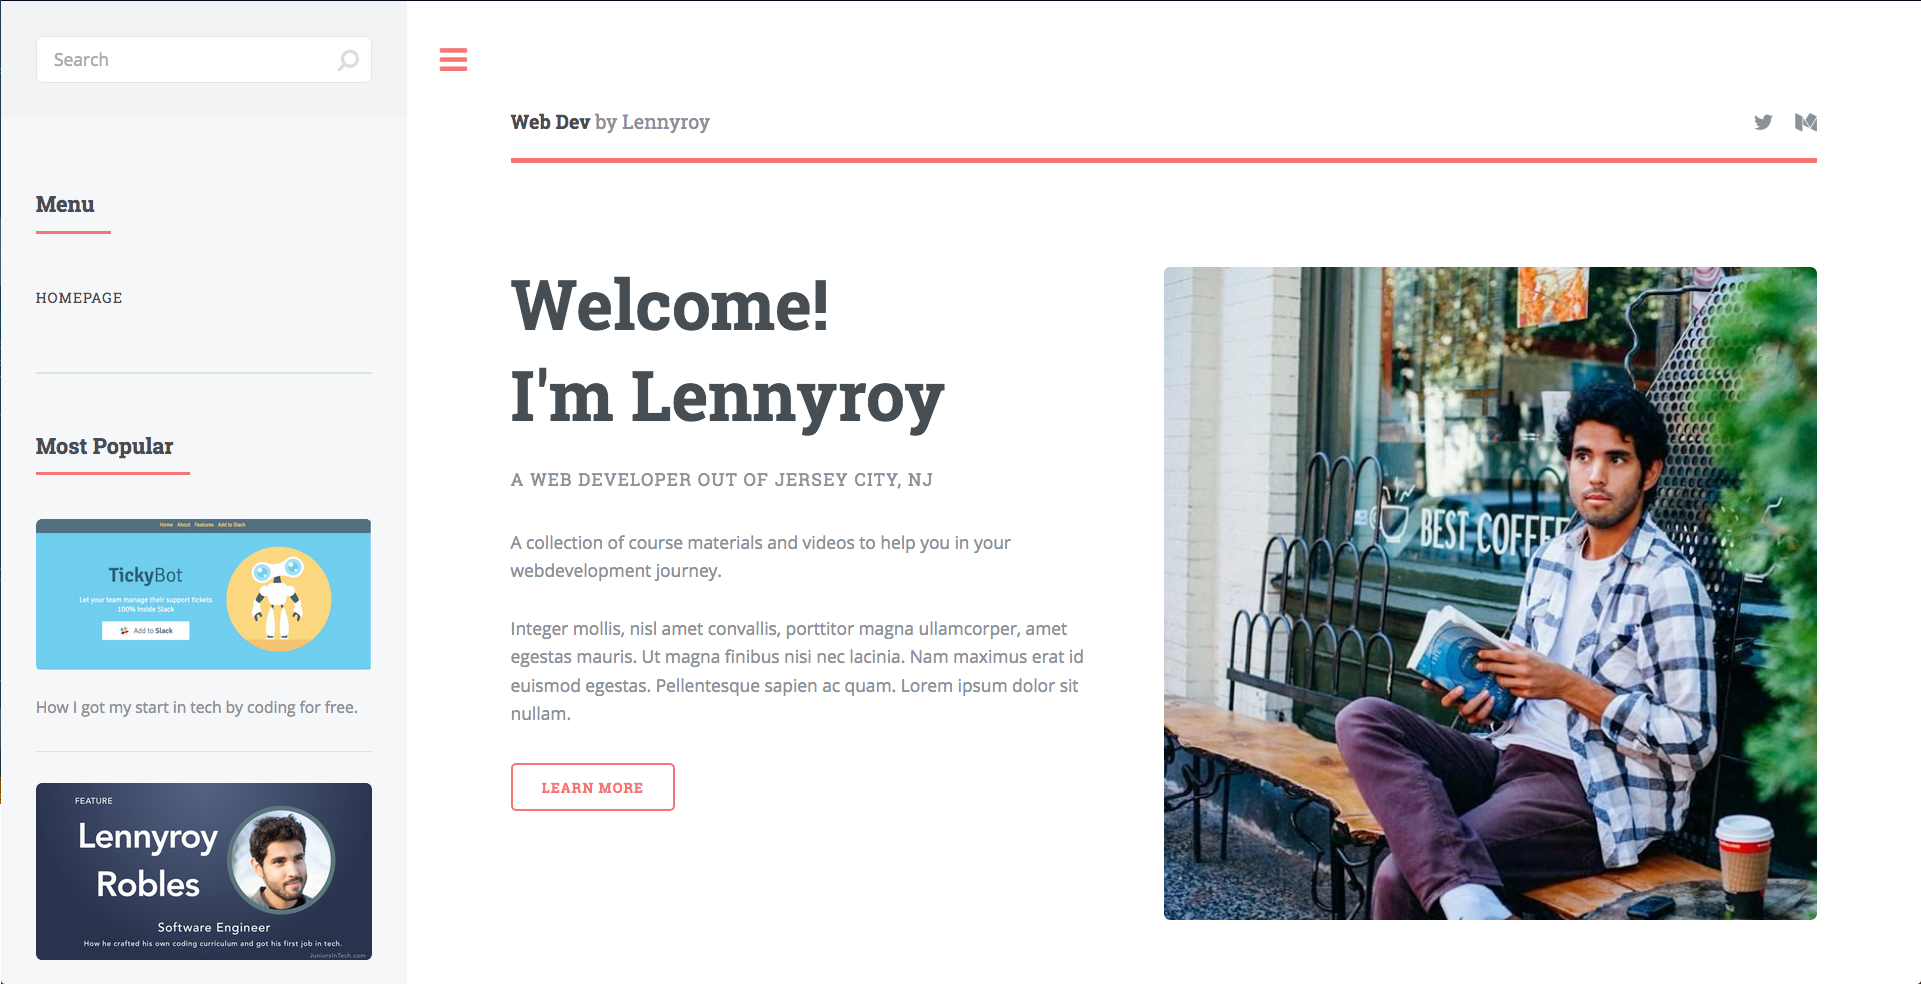 Search
Menu
HOMEPAGE
Most Popular
Home About Features Add to Slack
TickyBot
Let your team manage their support tickets
100% inside Slack
Add to Slack
How I got my start in tech by coding for free.
FEATURE
Lennyroy
Robles
Software Engineer
How he crafted his own coding curriculum and got his first job in tech.
JuniorsInTech.com
Web Dev by Lennyroy
Welcome!
I'm Lennyroy
A WEB DEVELOPER OUT OF JERSEY CITY, NJ
A collection of course materials and videos to help you in your
webdevelopment journey.
Integer mollis, nisl amet convallis, porttitor magna ullamcorper, amet
egestas mauris. Ut magna finibus nisi nec lacinia. Nam maximus erat id
euismod egestas. Pellentesque sapien ac quam. Lorem ipsum dolor sit
nullam.
LEARN MORE
BEST COFFE